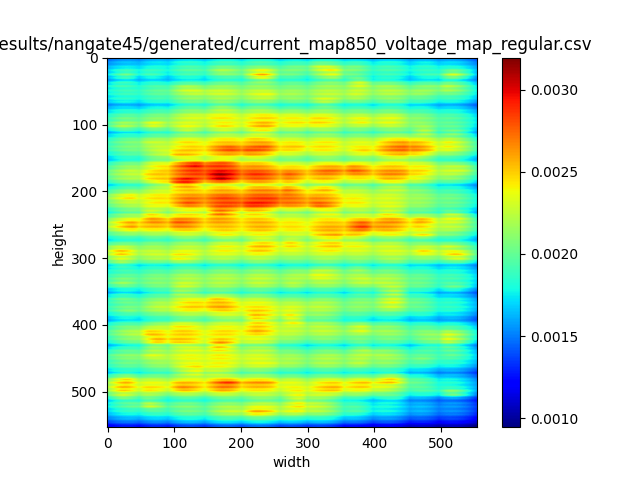 esults/nangate45/generated/current_map850_voltage_map_regular.csv
0
100
200
300
400
500
height
0 100 200 300 400 500
width
0.0030
0.0025
0.0020
0.0015
0.0010